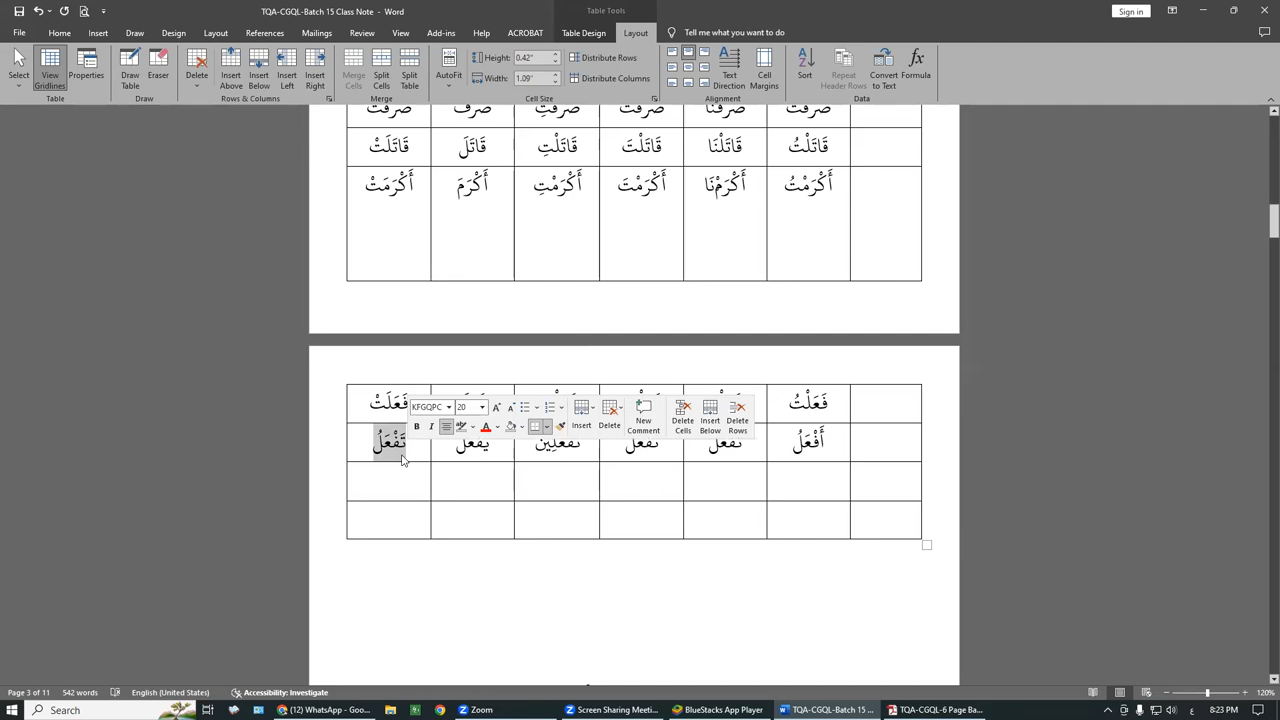 TQA-CGQL-Batch 15 Class Note - Word
Table Tools
Sign in
File Home Insert Draw Design Layout References Mailings Review View Add-ins Help ACROBAT Table Design Layout Tell me what you want to do
Select View Gridlines Properties Draw Table Eraser Delete Insert Above Insert Below Insert Left Insert Right Merge Cells Split Cells Split Table AutoFit Height: 0.42" Width: 1.09" Distribute Rows Distribute Columns Text Direction Cell Margins Sort Repeat Header Rows Convert to Text Formula
Table Draw Rows & Columns Merge Cell Size Alignment Data
قَاتَلْتُ قَاتَلْنَا قَاتَلْتَ قَاتَلْتِ قَاتَلَ قَاتَلَتْ
أَكْرَمْتُ أَكْرَمْنَا أَكْرَمْتَ أَكْرَمْتِ أَكْرَمَ أَكْرَمَتْ
فَعَلْتُ فَعَلَتْ
KFGQPC 20
Insert Delete New Comment Delete Cells Insert Below Delete Rows
أَفْعَلُ تَفْعَلُ
Page 3 of 11 542 words English (United States) Accessibility: Investigate 120%
Search (12) WhatsApp - Goo... Zoom Screen Sharing Meeti... BlueStacks App Player TQA-CGQL-Batch 15 ... TQA-CGQL-6 Page Ba... ع 8:23 PM